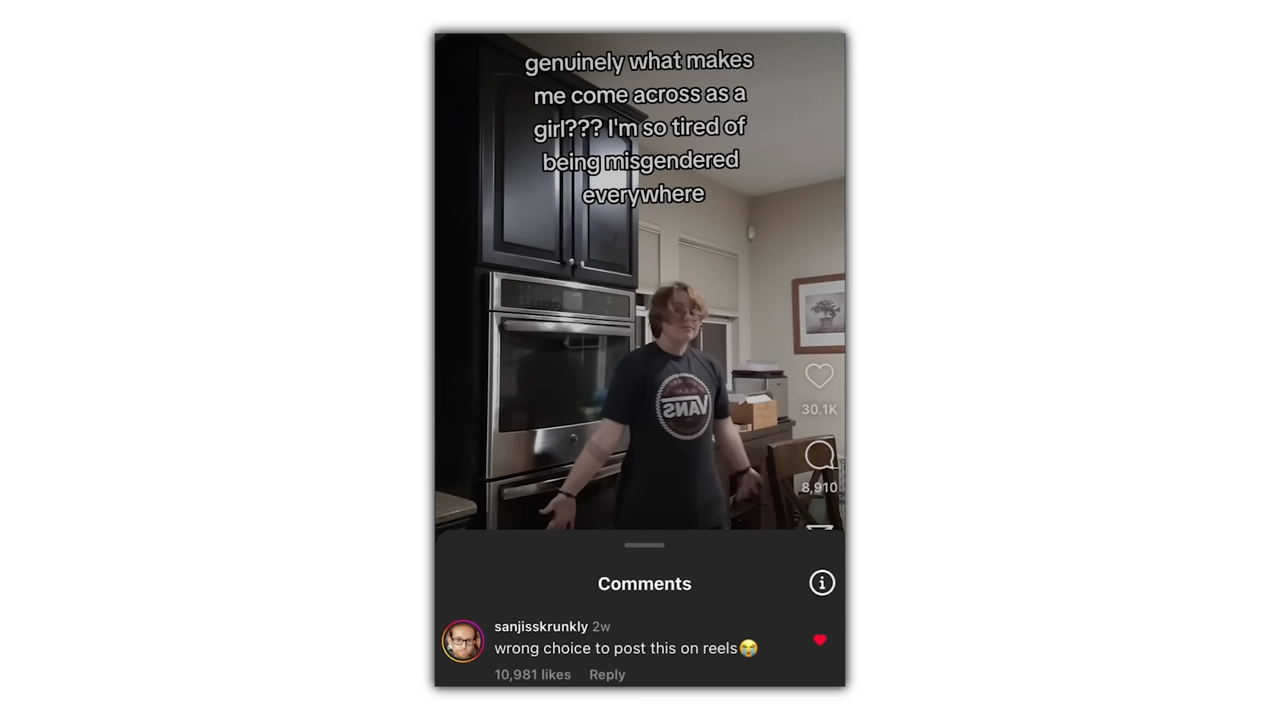 genuinely what makes
me come across as a
girl??? I'm so tired of
being misgendered
everywhere
VANS
30.1K
8,910
Comments
sanjisskrunkly 2w
wrong choice to post this on reels😭
10,981 likes Reply